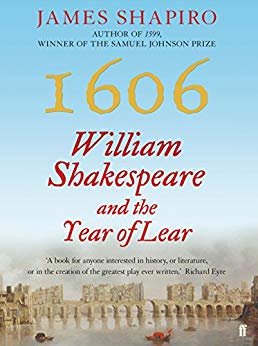 JAMES SHAPIRO
AUTHOR OF 1599,
WINNER OF THE SAMUEL JOHNSON PRIZE
1606
William
Shakespeare
and the
Year of Lear
‘A book for anyone interested in history, or literature,
or in the creation of the greatest play ever written.’ Richard Eyre
ff